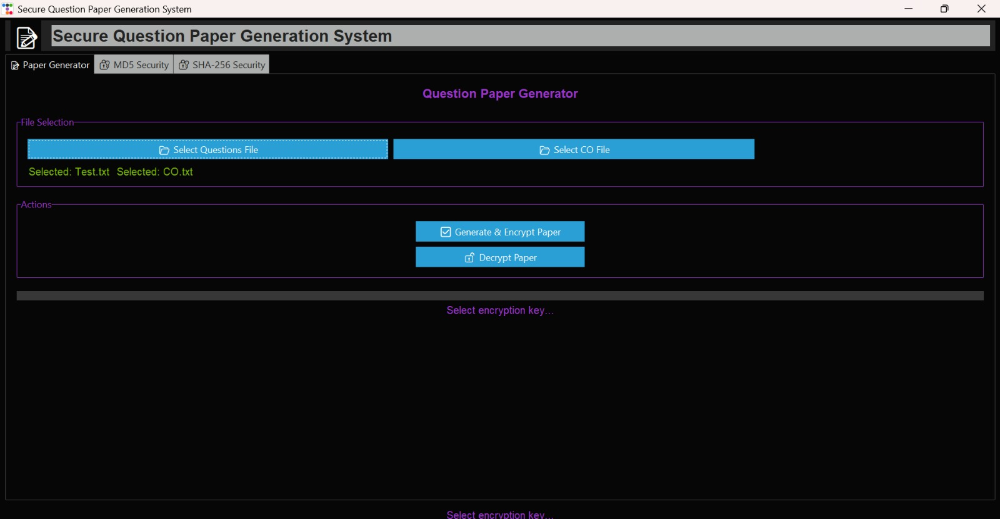 Secure Question Paper Generation System
Secure Question Paper Generation System
Paper Generator MD5 Security SHA-256 Security
Question Paper Generator
File Selection
Select Questions File Select CO File
Selected: Test.txt Selected: CO.txt
Actions
Generate & Encrypt Paper
Decrypt Paper
Select encryption key...
Select encryption key...